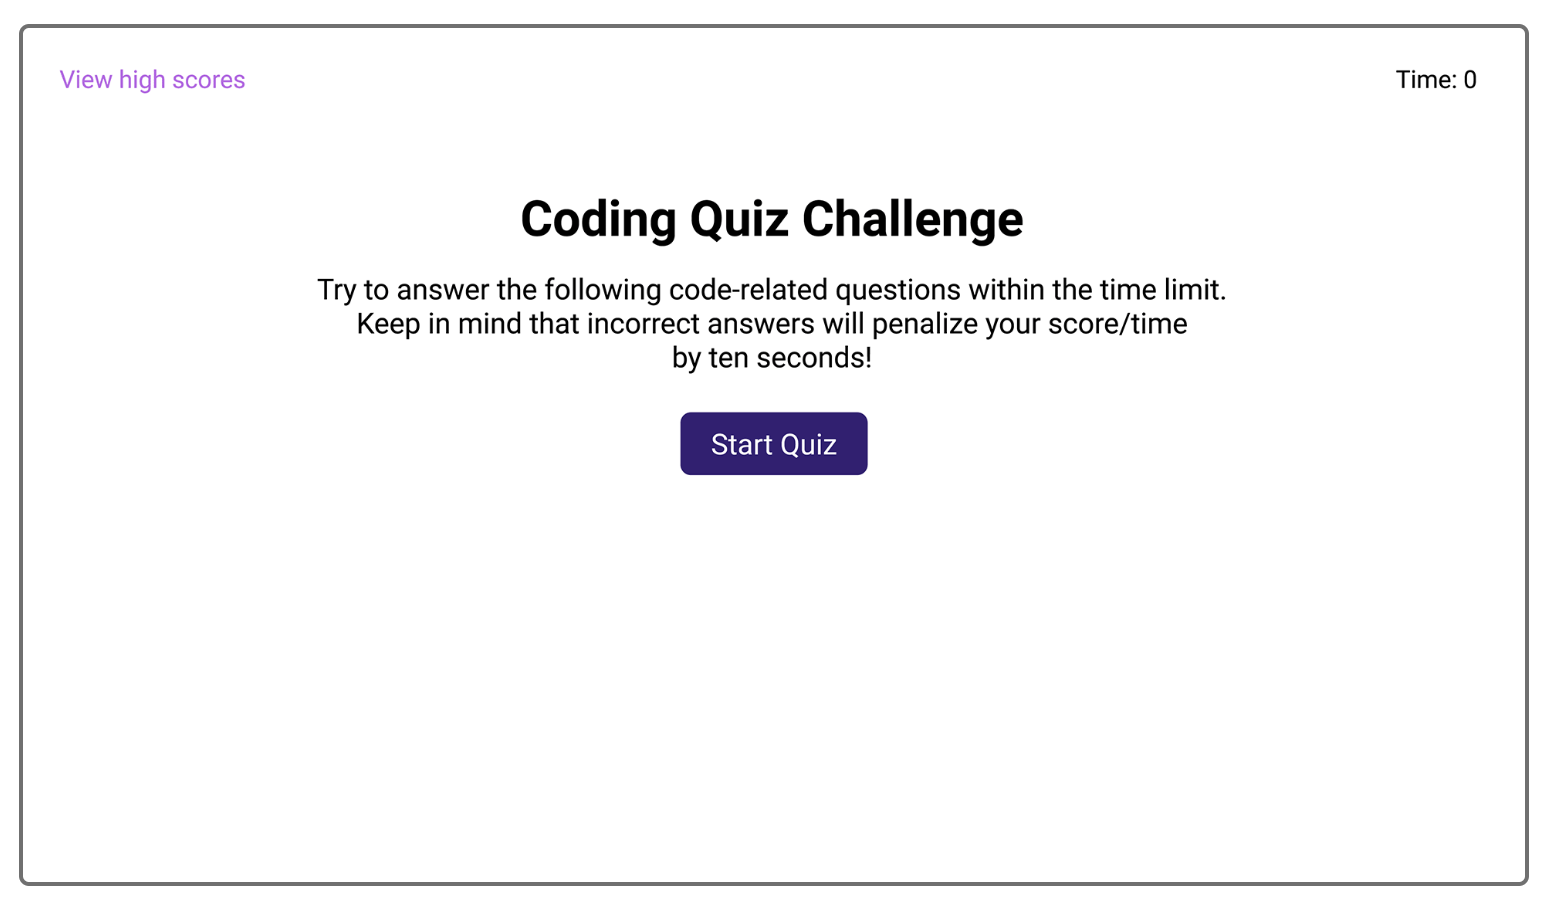 View high scores
Time: 0
Coding Quiz Challenge
Try to answer the following code-related questions within the time limit.
Keep in mind that incorrect answers will penalize your score/time
by ten seconds!
Start Quiz